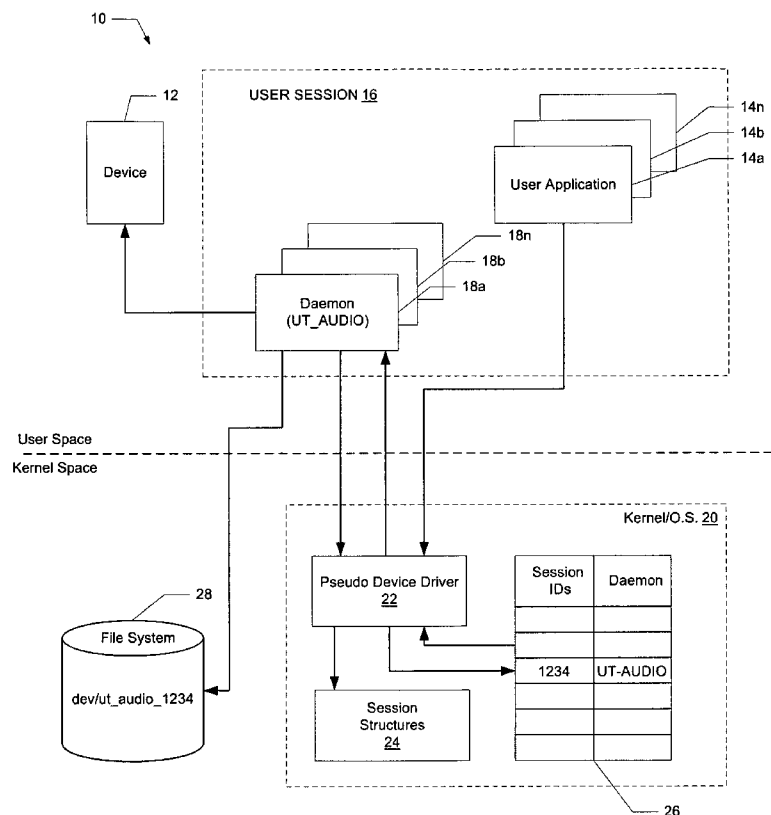 10
12
Device
USER SESSION 16
14n
14b
14a
User Application
18n
18b
18a
Daemon
(UT_AUDIO)
User Space
Kernel Space
Kernel/O.S. 20
Pseudo Device Driver
22
Session
IDs
Daemon
1234
UT-AUDIO
Session
Structures
24
26
28
File System
dev/ut_audio_1234